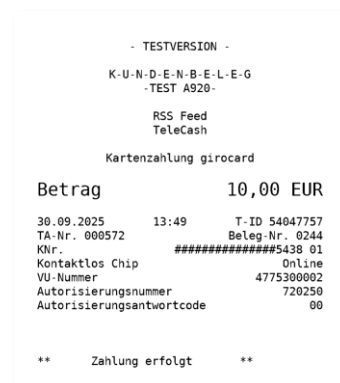 - TESTVERSION -
K-U-N-D-E-N-B-E-L-E-G
-TEST A920-
RSS Feed
TeleCash
Kartenzahlung girocard
Betrag 10,00 EUR
30.09.2025 13:49 T-ID 54047757
TA-Nr. 000572 Beleg-Nr. 0244
KNr. ###############5438 01
Kontaktlos Chip Online
VU-Nummer 4775300002
Autorisierungsnummer 720250
Autorisierungsantwortcode 00
** Zahlung erfolgt **